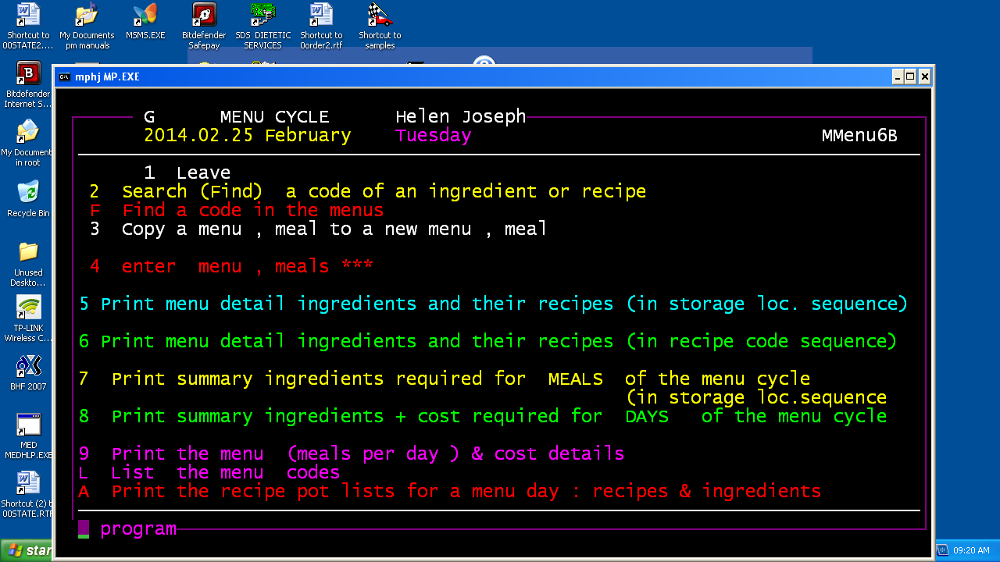 Shortcut to 00STATE2....
My Documents pm manuals
MSMS.EXE
Bitdefender Safepay
SDS DIETETIC SERVICES
Shortcut to 0order2.rtf
Shortcut to samples
Bitdefender Internet S...
My Document in root
Recycle Bin
Unused Deskto...
TP-LINK Wireless C...
BHF 2007
MED MEDHLP.EXE
Shortcut (2) t 00STATE.RTF
mphj MP.EXE
G MENU CYCLE Helen Joseph
2014.02.25 February Tuesday MMenu6B
1 Leave
2 Search (Find) a code of an ingredient or recipe
F Find a code in the menus
3 Copy a menu , meal to a new menu , meal
4 enter menu , meals ***
5 Print menu detail ingredients and their recipes (in storage loc. sequence)
6 Print menu detail ingredients and their recipes (in recipe code sequence)
7 Print summary ingredients required for MEALS of the menu cycle
(in storage loc.sequence
8 Print summary ingredients + cost required for DAYS of the menu cycle
9 Print the menu (meals per day ) & cost details
L List the menu codes
A Print the recipe pot lists for a menu day : recipes & ingredients
program
star
09:20 AM